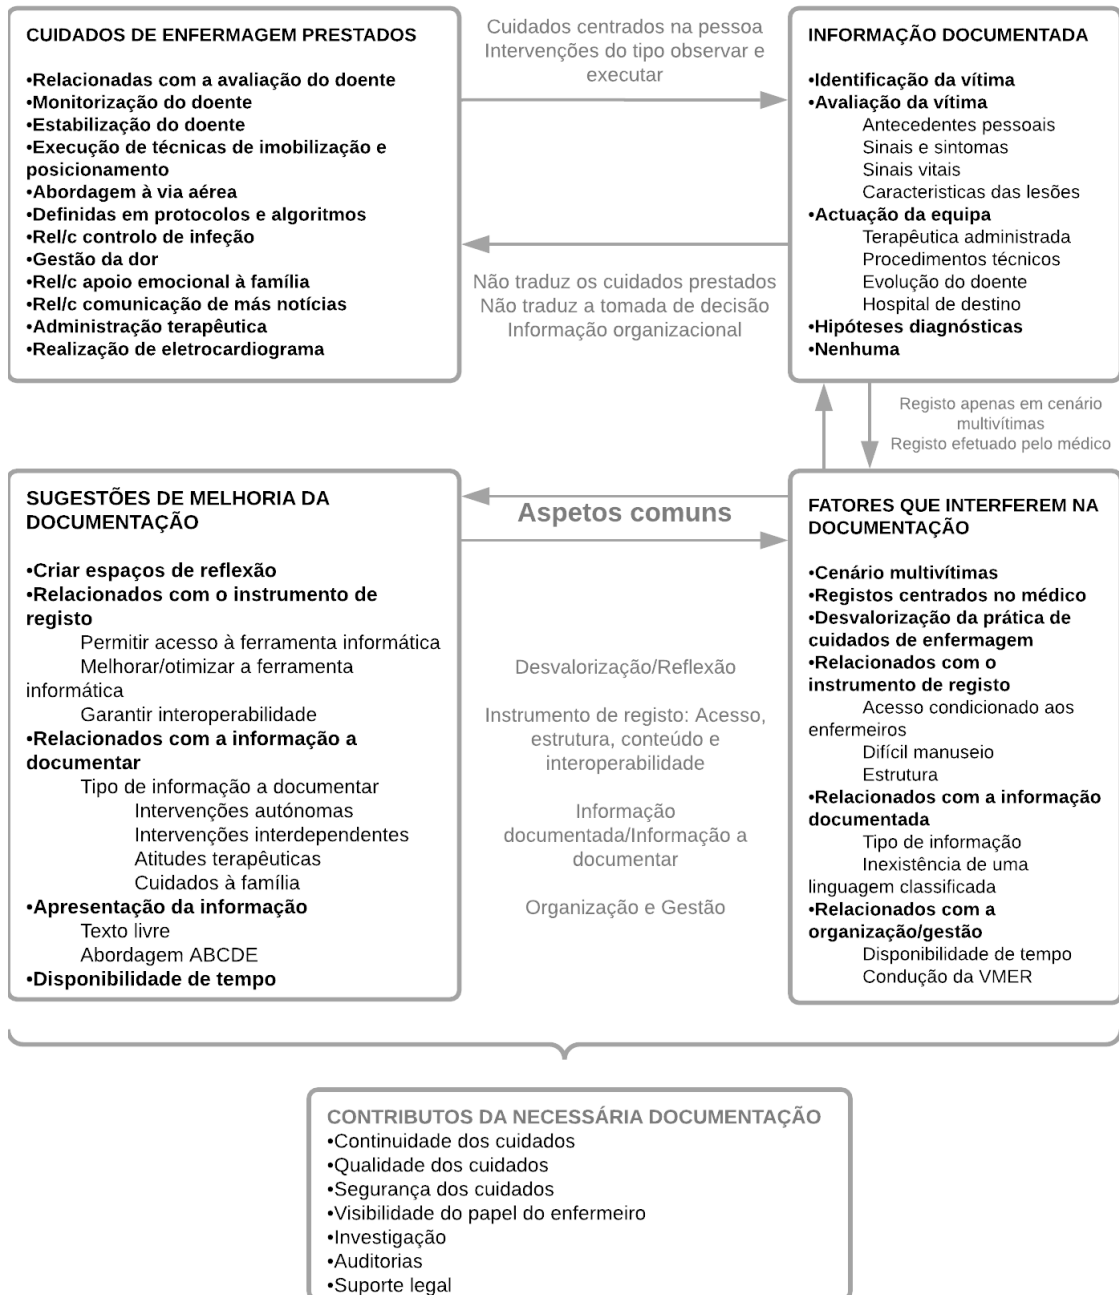 CUIDADOS DE ENFERMAGEM PRESTADOS
•Relacionadas com a avaliação do doente
•Monitorização do doente
•Estabilização do doente
•Execução de técnicas de imobilização e
posicionamento
•Abordagem à via aérea
•Definidas em protocolos e algoritmos
•Rel/c controlo de infeção
•Gestão da dor
•Rel/c apoio emocional à família
•Rel/c comunicação de más notícias
•Administração terapêutica
•Realização de eletrocardiograma
Cuidados centrados na pessoa
Intervenções do tipo observar e
executar
Não traduz os cuidados prestados
Não traduz a tomada de decisão
Informação organizacional
INFORMAÇÃO DOCUMENTADA
•Identificação da vítima
•Avaliação da vítima
Antecedentes pessoais
Sinais e sintomas
Sinais vitais
Caracteristicas das lesões
•Actuação da equipa
Terapêutica administrada
Procedimentos técnicos
Evolução do doente
Hospital de destino
•Hipóteses diagnósticas
•Nenhuma
Registo apenas em cenário
multivítimas
Registo efetuado pelo médico
SUGESTÕES DE MELHORIA DA
DOCUMENTAÇÃO
•Criar espaços de reflexão
•Relacionados com o instrumento de
registo
Permitir acesso à ferramenta informática
Melhorar/otimizar a ferramenta
informática
Garantir interoperabilidade
•Relacionados com a informação a
documentar
Tipo de informação a documentar
Intervenções autónomas
Intervenções interdependentes
Atitudes terapêuticas
Cuidados à família
•Apresentação da informação
Texto livre
Abordagem ABCDE
•Disponibilidade de tempo
Aspetos comuns
Desvalorização/Reflexão
Instrumento de registo: Acesso,
estrutura, conteúdo e
interoperabilidade
Informação
documentada/Informação a
documentar
Organização e Gestão
FATORES QUE INTERFEREM NA
DOCUMENTAÇÃO
•Cenário multivítimas
•Registos centrados no médico
•Desvalorização da prática de
cuidados de enfermagem
•Relacionados com o
instrumento de registo
Acesso condicionado aos
enfermeiros
Difícil manuseio
Estrutura
•Relacionados com a informação
documentada
Tipo de informação
Inexistência de uma
linguagem classificada
•Relacionados com a
organização/gestão
Disponibilidade de tempo
Condução da VMER
CONTRIBUTOS DA NECESSÁRIA DOCUMENTAÇÃO
•Continuidade dos cuidados
•Qualidade dos cuidados
•Segurança dos cuidados
•Visibilidade do papel do enfermeiro
•Investigação
•Auditorias
•Suporte legal